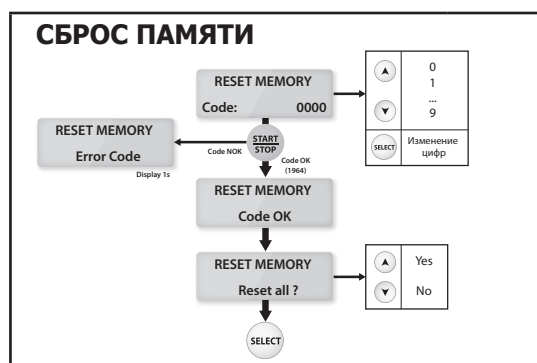 СБРОС ПАМЯТИ
RESET MEMORY
Code: 0000
0
1
...
9
SELECT
Изменение
цифр
START
STOP
Code NOK
RESET MEMORY
Error Code
Display 1s
Code OK
(1964)
RESET MEMORY
Code OK
RESET MEMORY
Reset all ?
Yes
No
SELECT